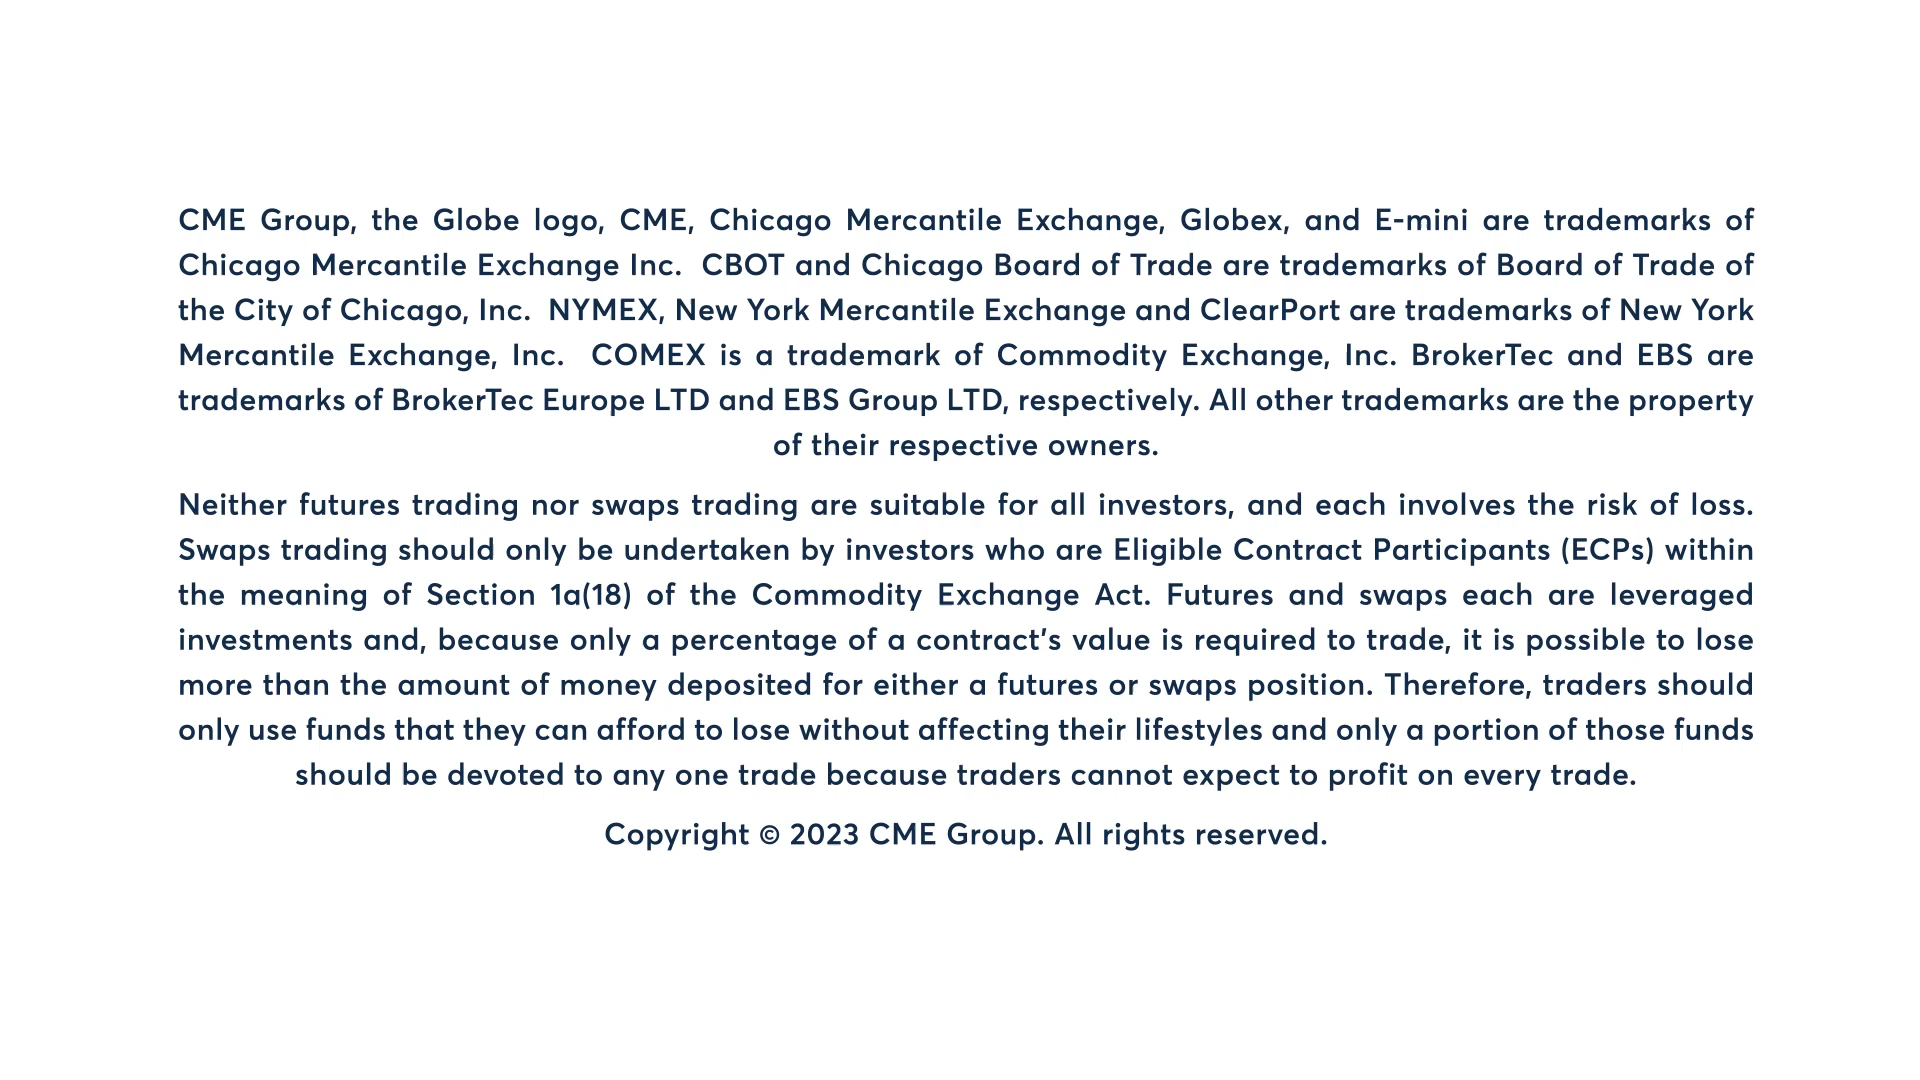 CME Group, the Globe logo, CME, Chicago Mercantile Exchange, Globex, and E-mini are trademarks of
Chicago Mercantile Exchange Inc.  CBOT and Chicago Board of Trade are trademarks of Board of Trade of
the City of Chicago, Inc.  NYMEX, New York Mercantile Exchange and ClearPort are trademarks of New York
Mercantile Exchange, Inc.  COMEX is a trademark of Commodity Exchange, Inc. BrokerTec and EBS are
trademarks of BrokerTec Europe LTD and EBS Group LTD, respectively. All other trademarks are the property
of their respective owners.
Neither futures trading nor swaps trading are suitable for all investors, and each involves the risk of loss.
Swaps trading should only be undertaken by investors who are Eligible Contract Participants (ECPs) within
the meaning of Section 1a(18) of the Commodity Exchange Act. Futures and swaps each are leveraged
investments and, because only a percentage of a contract’s value is required to trade, it is possible to lose
more than the amount of money deposited for either a futures or swaps position. Therefore, traders should
only use funds that they can afford to lose without affecting their lifestyles and only a portion of those funds
should be devoted to any one trade because traders cannot expect to profit on every trade.
Copyright © 2023 CME Group. All rights reserved.